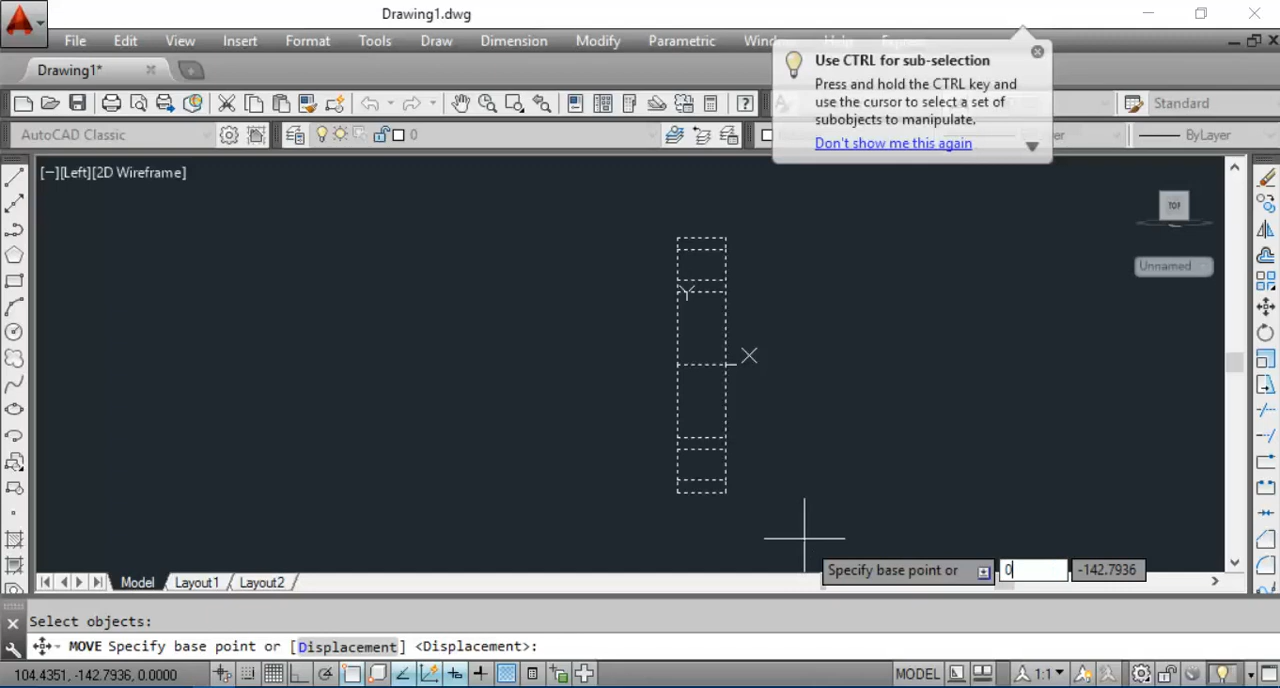 Drawing1.dwg
File Edit View Insert Format Tools Draw Dimension Modify Parametric
Use CTRL for sub-selection
Press and hold the CTRL key and
use the cursor to select a set of
subobjects to manipulate.
Don't show me this again
Drawing1*
Standard
AutoCAD Classic
0
ByLayer
[−][Left][2D Wireframe]
TOP
Unnamed
Y
X
Specify base point or 0 -142.7936
Model Layout1 Layout2
Select objects:
MOVE Specify base point or [Displacement] <Displacement>:
104.4351, -142.7936, 0.0000
MODEL
1:1